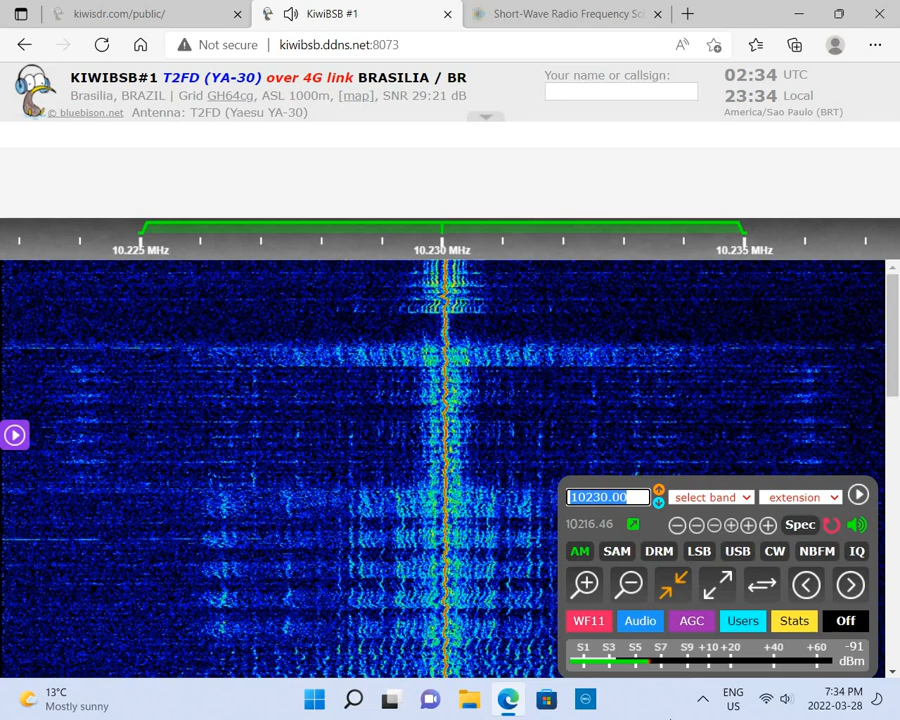 kiwisdr.com/public/
KiwiBSB #1
Short-Wave Radio Frequency Sc
Not secure
kiwibsb.ddns.net:8073
KIWIBSB#1 T2FD (YA-30) over 4G link BRASILIA / BR
Brasilia, BRAZIL | Grid GH64cg, ASL 1000m, [map], SNR 29:21 dB
© bluebison.net Antenna: T2FD (Yaesu YA-30)
Your name or callsign:
02:34 UTC
23:34 Local
America/Sao Paulo (BRT)
10.225 MHz 10.230 MHz 10.235 MHz
10230.00 select band extension
10216.46 Spec
AM SAM DRM LSB USB CW NBFM IQ
WF11 Audio AGC Users Stats Off
S1 S3 S5 S7 S9 +10 +20 +40 +60 -91
dBm
13°C
Mostly sunny
ENG
US
7:34 PM
2022-03-28